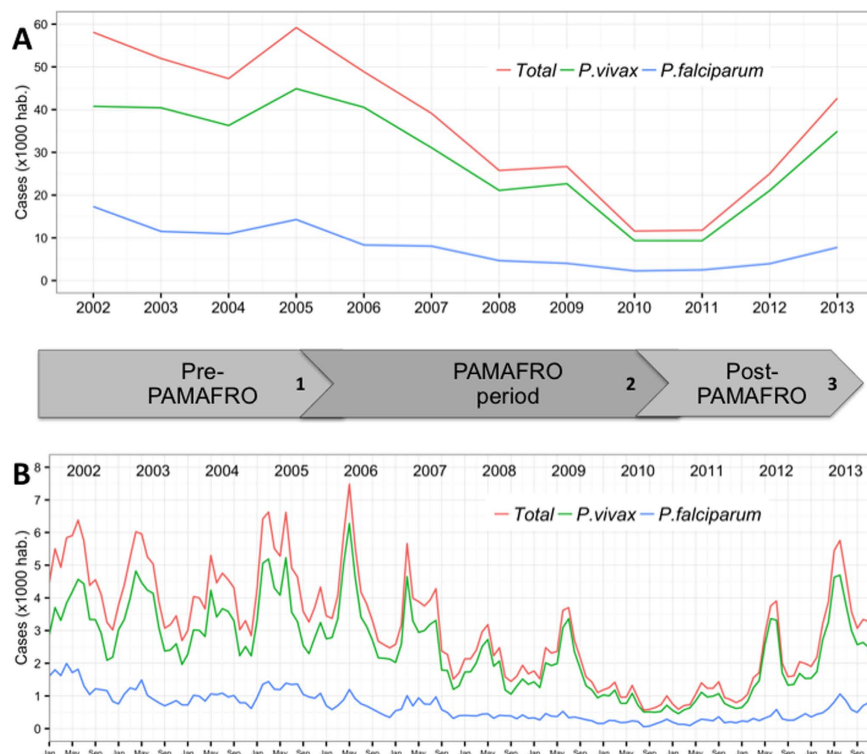 A
Cases (x1000 hab.)
60
50
40
30
20
10
0
Total P.vivax P.falciparum
2002 2003 2004 2005 2006 2007 2008 2009 2010 2011 2012 2013
Pre-
PAMAFRO
1
PAMAFRO
period
2
Post-
PAMAFRO
3
B
Cases (x1000 hab.)
8
7
6
5
4
3
2
1
0
2002 2003 2004 2005 2006 2007 2008 2009 2010 2011 2012 2013
Total P.vivax P.falciparum